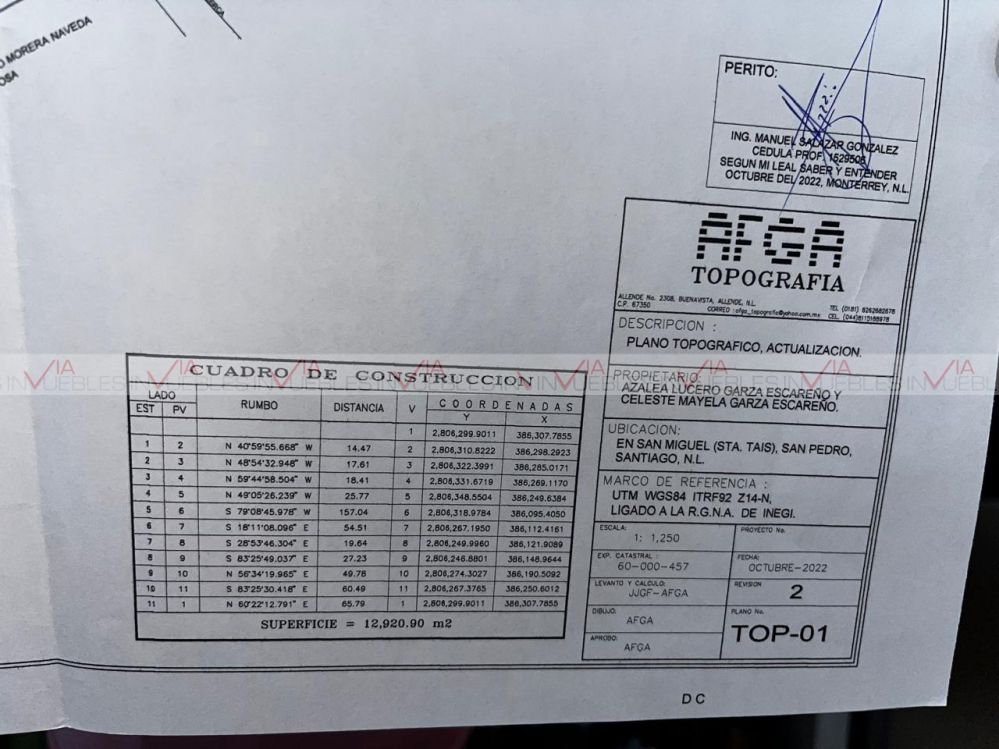 MORERA NAVEDA
OSA
PERITO:
ING. MANUEL SALAZAR GONZALEZ
CEDULA PROF. 1529506
SEGUN MI LEAL SABER Y ENTENDER
OCTUBRE DEL 2022, MONTERREY, N.L.
AFGA
TOPOGRAFIA
ALLENDE No. 2308, BUENAVISTA, ALLENDE, N.L.
C.P. 67350
CORREO :afga_topografia@yahoo.com.mx
TEL (0181) 8262682678
CEL. (044)8115168978
DESCRIPCION :
PLANO TOPOGRAFICO, ACTUALIZACION.
PROPIETARIO:
AZALEA LUCERO GARZA ESCAREÑO Y
CELESTE MAYELA GARZA ESCAREÑO.
UBICACION:
EN SAN MIGUEL (STA. TAIS), SAN PEDRO,
SANTIAGO, N.L.
MARCO DE REFERENCIA :
UTM WGS84 ITRF92 Z14-N,
LIGADO A LA R.G.N.A. DE INEGI.
ESCALA:
1: 1,250
PROYECTO No.
EXP. CATASTRAL :
60-000-457
FECHA:
OCTUBRE-2022
LEVANTO Y CALCULO:
JJGF-AFGA
REVISION
2
DIBUJO:
AFGA
PLANO No.
TOP-01
APROBO:
AFGA
CUADRO DE CONSTRUCCION
LADO RUMBO DISTANCIA V COORDENADAS
EST PV Y X
1 2,806,299.9011 386,307.7855
1 2 N 40°59'55.668" W 14.47 2 2,806,310.8222 386,298.2923
2 3 N 48°54'32.948" W 17.61 3 2,806,322.3991 386,285.0171
3 4 N 59°44'58.504" W 18.41 4 2,806,331.6719 386,269.1170
4 5 N 49°05'26.239" W 25.77 5 2,806,348.5504 386,249.6384
5 6 S 79°08'45.978" W 157.04 6 2,806,318.9784 386,095.4050
6 7 S 18°11'08.096" E 54.51 7 2,806,267.1950 386,112.4161
7 8 S 28°53'46.304" E 19.64 8 2,806,249.9960 386,121.9089
8 9 S 83°25'49.037" E 27.23 9 2,806,246.8801 386,148.9644
9 10 N 56°34'19.965" E 49.78 10 2,806,274.3027 386,190.5092
10 11 S 83°25'30.418" E 60.49 11 2,806,267.3765 386,250.6012
11 1 N 60°22'12.791" E 65.79 1 2,806,299.9011 386,307.7855
SUPERFICIE = 12,920.90 m2
D C
INVIA INMUEBLES